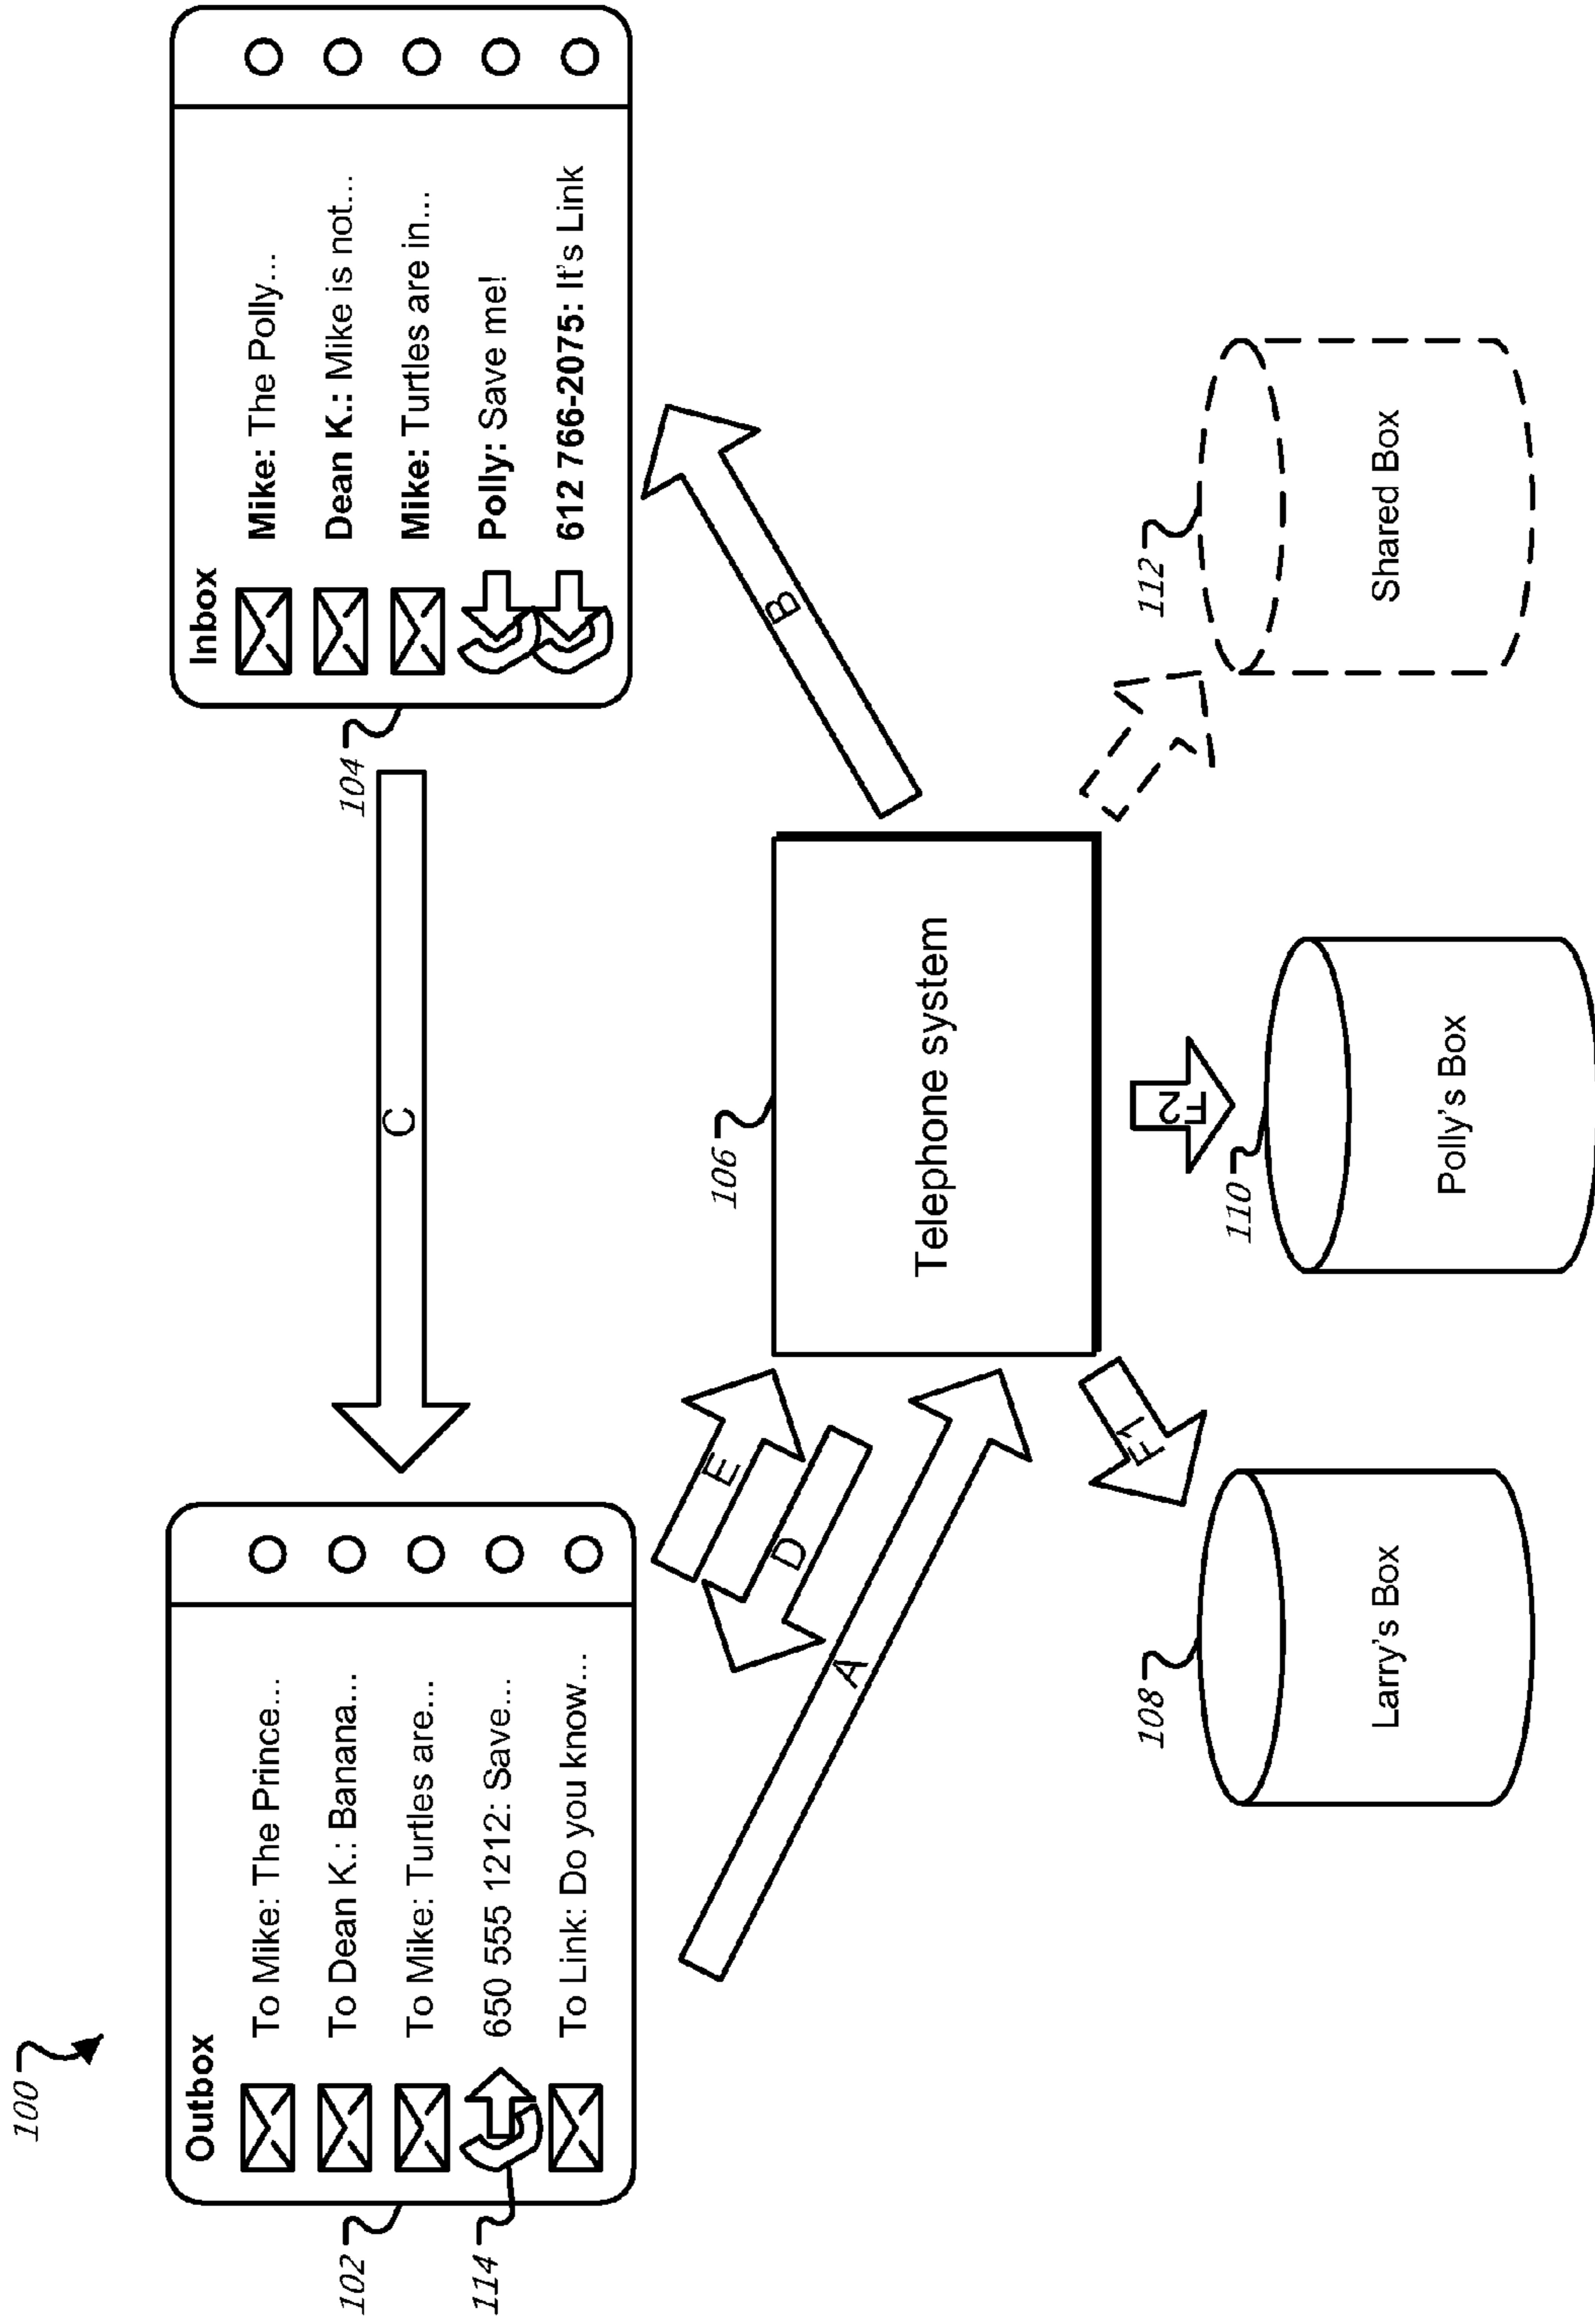 100
Outbox
To Mike: The Prince...
To Dean K.: Banana...
To Mike: Turtles are...
650 555 1212: Save...
To Link: Do you know...
102
114
C
Inbox
Mike: The Polly...
Dean K.: Mike is not...
Mike: Turtles are in...
Polly: Save me!
612 766-2075: It's Link
104
E
D
A
B
106
Telephone system
F1
F2
108
Larry's Box
110
Polly's Box
112
Shared Box